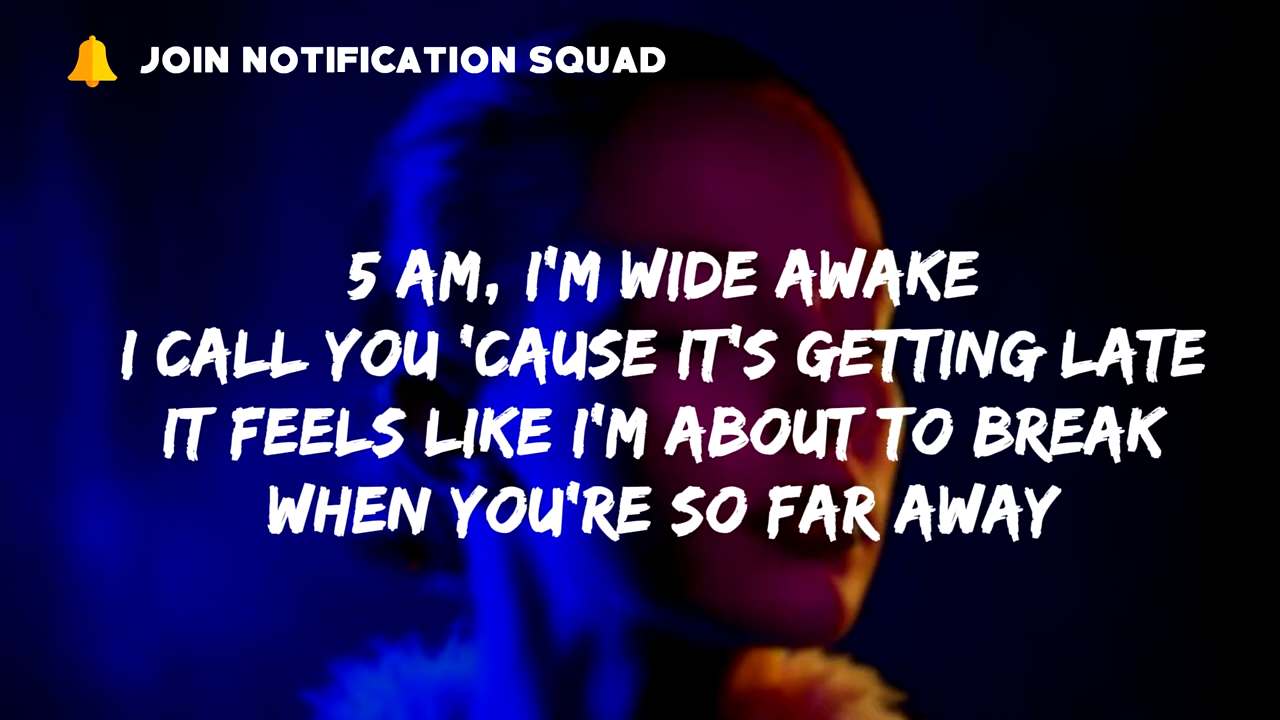 JOIN NOTIFICATION SQUAD
5 AM, I'M WIDE AWAKE
I CALL YOU 'CAUSE IT'S GETTING LATE
IT FEELS LIKE I'M ABOUT TO BREAK
WHEN YOU'RE SO FAR AWAY